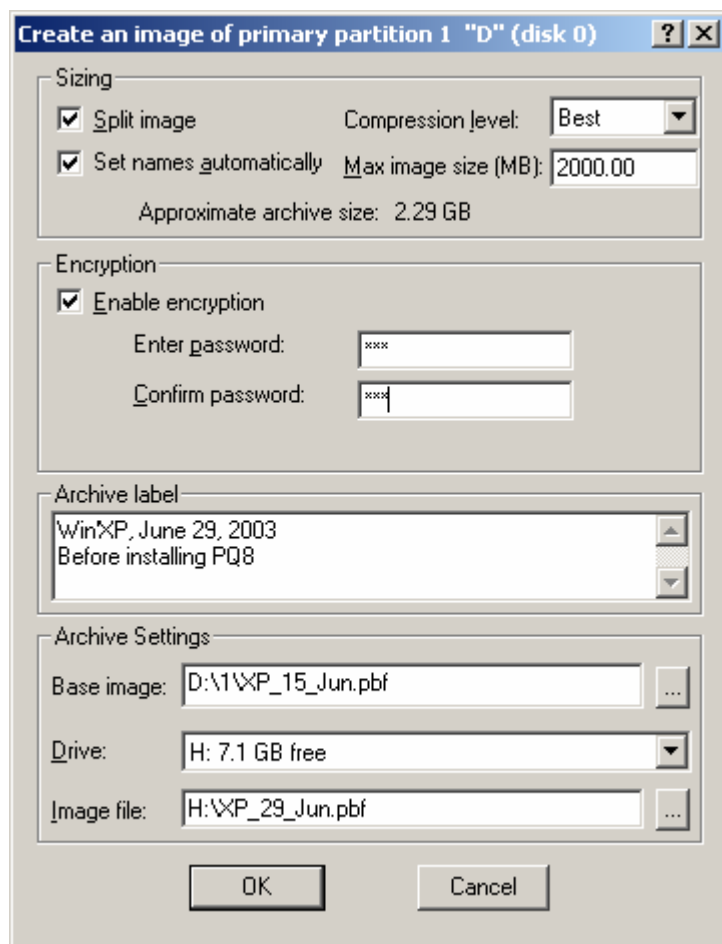 Create an image of primary partition 1 "D" (disk 0)
Sizing
Split image
Compression level: Best
Set names automatically
Max image size (MB): 2000.00
Approximate archive size: 2.29 GB
Encryption
Enable encryption
Enter password: ***
Confirm password: ***
Archive label
WinXP, June 29, 2003
Before installing PQ8
Archive Settings
Base image: D:\1\XP_15_Jun.pbf ...
Drive: H: 7.1 GB free
Image file: H:\XP_29_Jun.pbf ...
OK Cancel